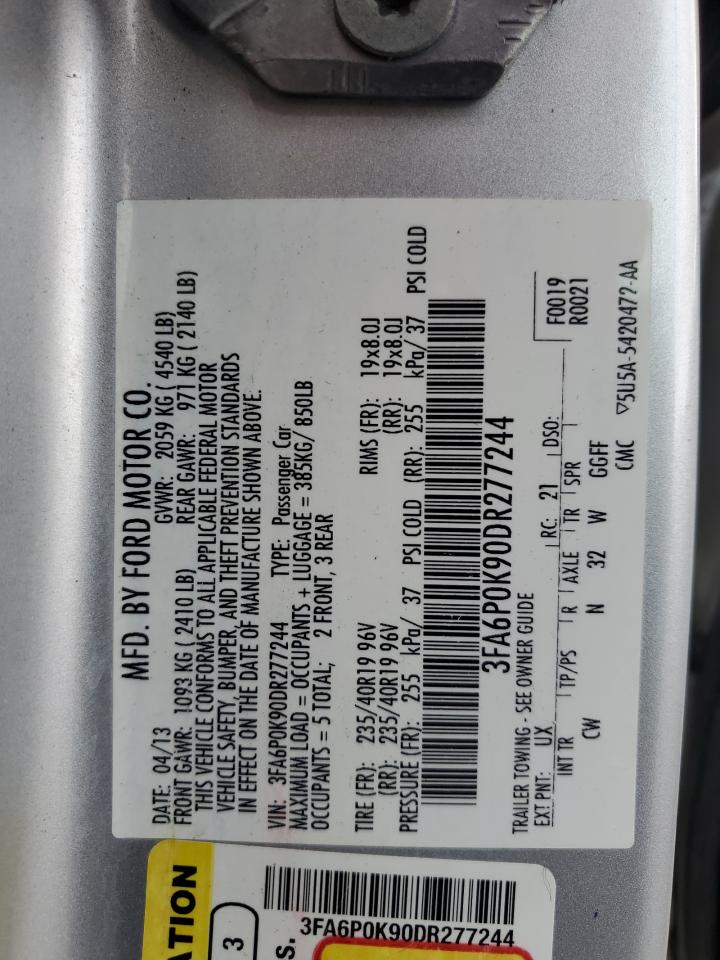 MFD. BY FORD MOTOR CO.
DATE: 04/13 GVWR: 2059 KG ( 4540 LB)
FRONT GAWR: 1093 KG ( 2410 LB) REAR GAWR: 971 KG ( 2140 LB)
THIS VEHICLE CONFORMS TO ALL APPLICABLE FEDERAL MOTOR
VEHICLE SAFETY, BUMPER, AND THEFT PREVENTION STANDARDS
IN EFFECT ON THE DATE OF MANUFACTURE SHOWN ABOVE.
VIN: 3FA6P0K90DR277244 TYPE: Passenger Car
MAXIMUM LOAD = OCCUPANTS + LUGGAGE = 385KG/ 850LB
OCCUPANTS = 5 TOTAL; 2 FRONT, 3 REAR
TIRE (FR): 235/40R19 96V RIMS (FR): 19x8.0J
(RR): 235/40R19 96V (RR): 19x8.0J
PRESSURE (FR): 255 kPa/ 37 PSI COLD (RR): 255 kPa/ 37 PSI COLD
3FA6P0K90DR277244
TRAILER TOWING - SEE OWNER GUIDE
EXT PNT: UX RC: 21 DSO: F0019
R0021
INT TR TP/PS R AXLE TR SPR
CW N 32 W GGFF
CMC ▽5U5A-5420472-AA
3FA6P0K90DR277244
ATION
3
S.